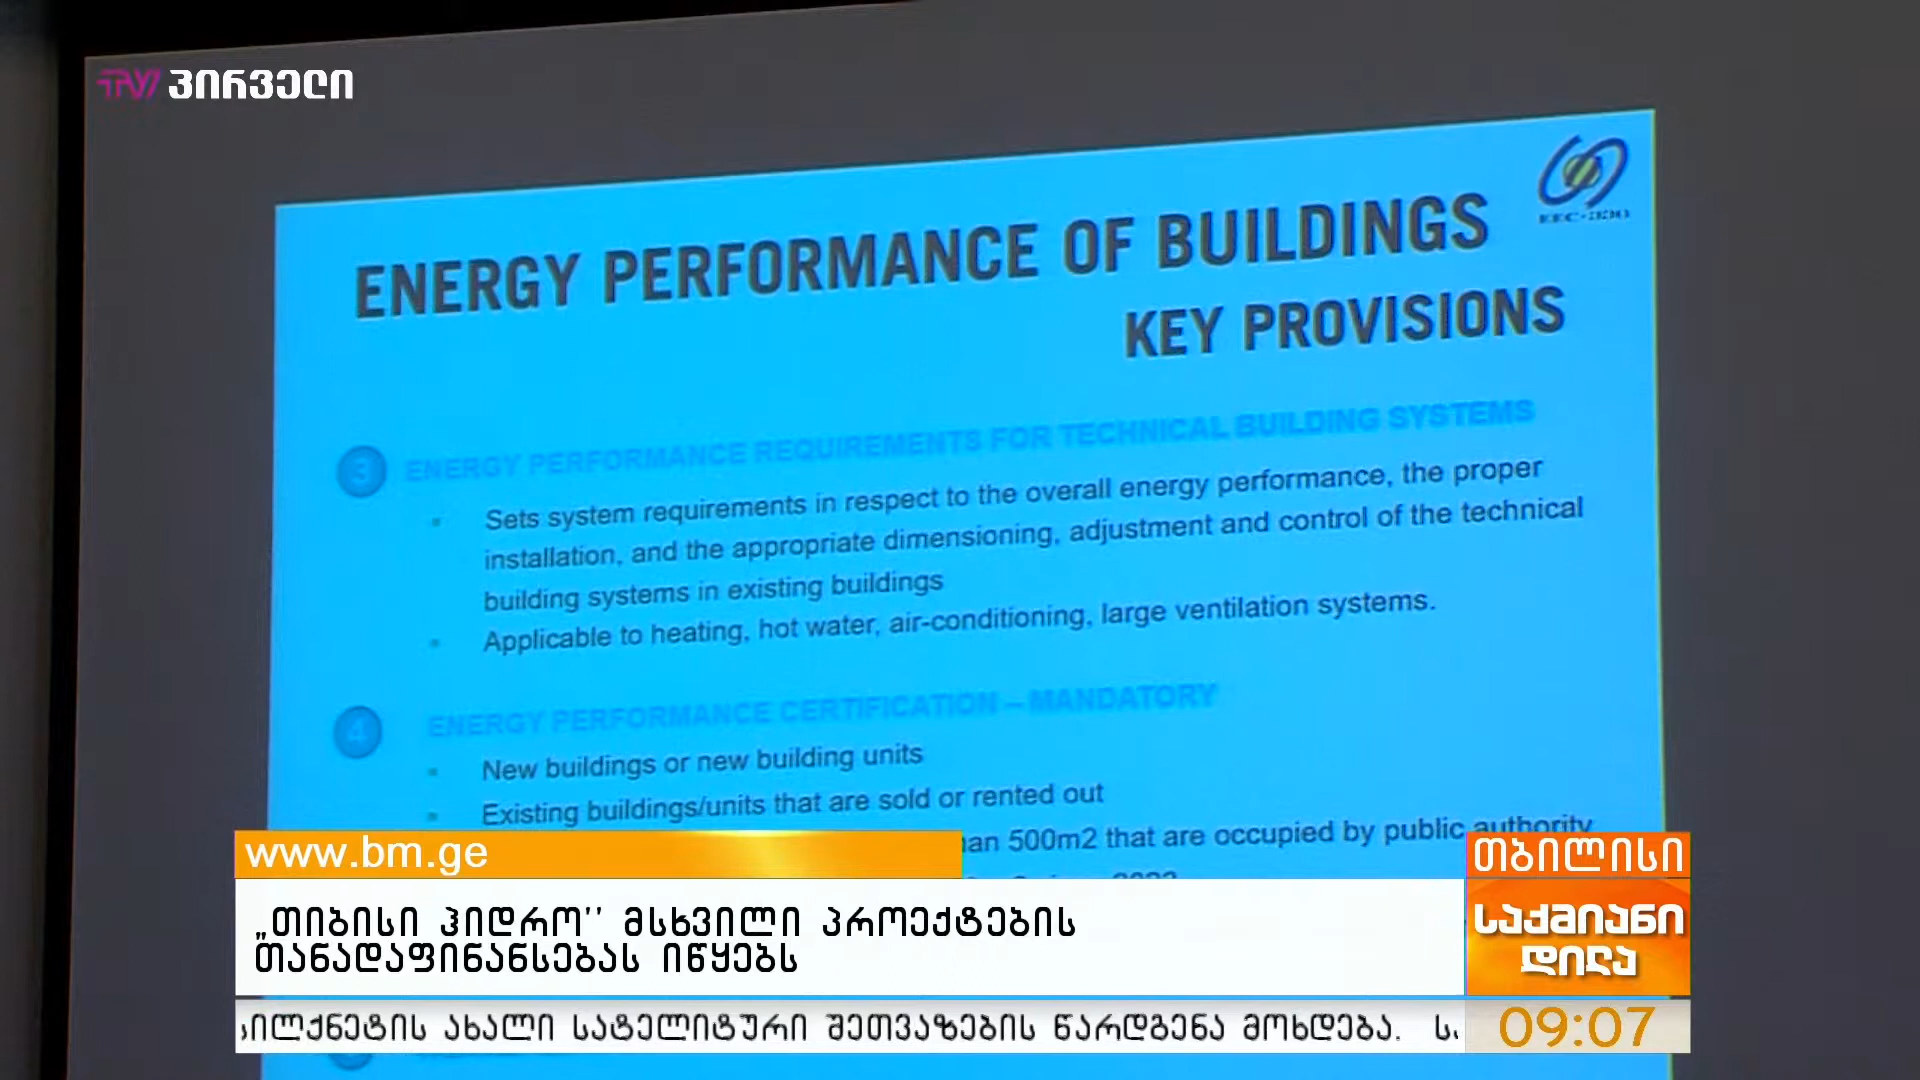 TV ᲞᲘᲠᲕᲔᲚᲘ
ENERGY PERFORMANCE OF BUILDINGS
KEY PROVISIONS
3 ENERGY PERFORMANCE REQUIREMENTS FOR TECHNICAL BUILDING SYSTEMS
Sets system requirements in respect to the overall energy performance, the proper
installation, and the appropriate dimensioning, adjustment and control of the technical
building systems in existing buildings
Applicable to heating, hot water, air-conditioning, large ventilation systems.
4 ENERGY PERFORMANCE CERTIFICATION – MANDATORY
New buildings or new building units
Existing buildings/units that are sold or rented out
500m2 that are occupied by public authority
www.bm.ge
თბილისი
„თიბისი ჰიდრო’’ მსხვილი პროექტების
თანადაფინანსებას იწყებს
საქმიანი
დილა
სილქნეტის ახალი სატელიტური შეთვაზების წარდგენა მოხდება.
09:07